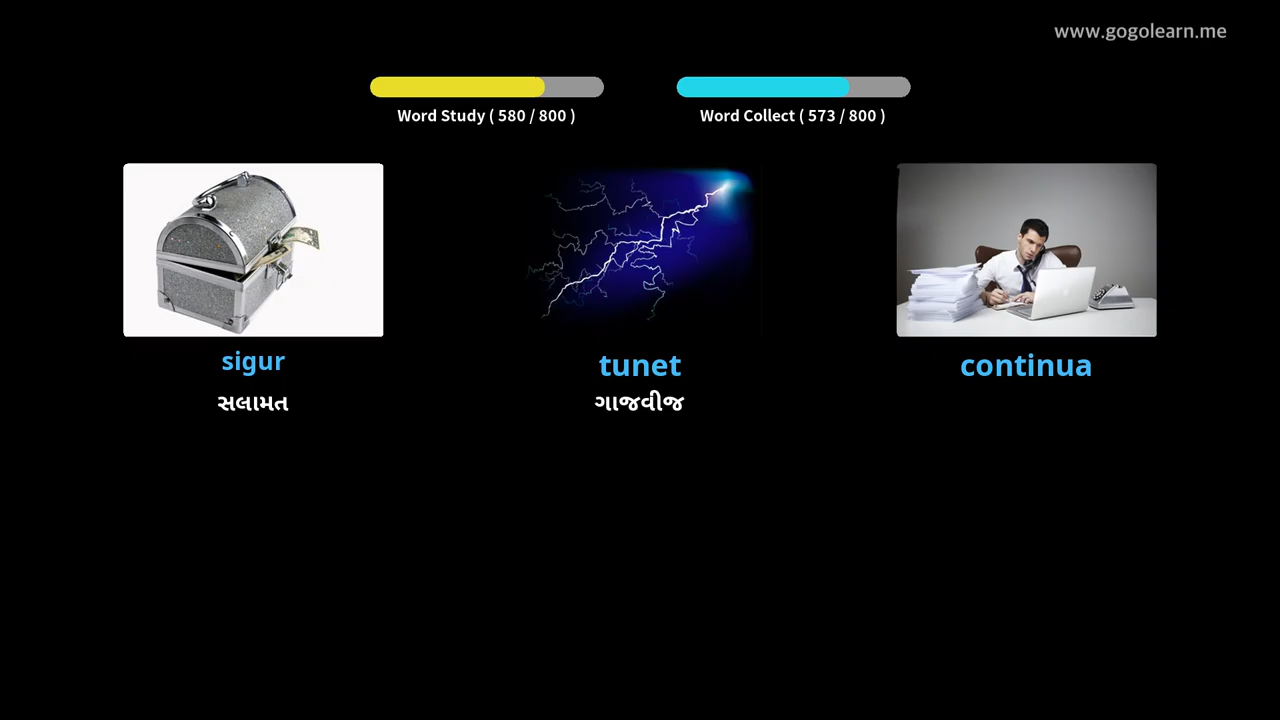 www.gogolearn.me
Word Study ( 580 / 800 )
Word Collect ( 573 / 800 )
sigur
tunet
continua
સલામત
ગાજવીજ